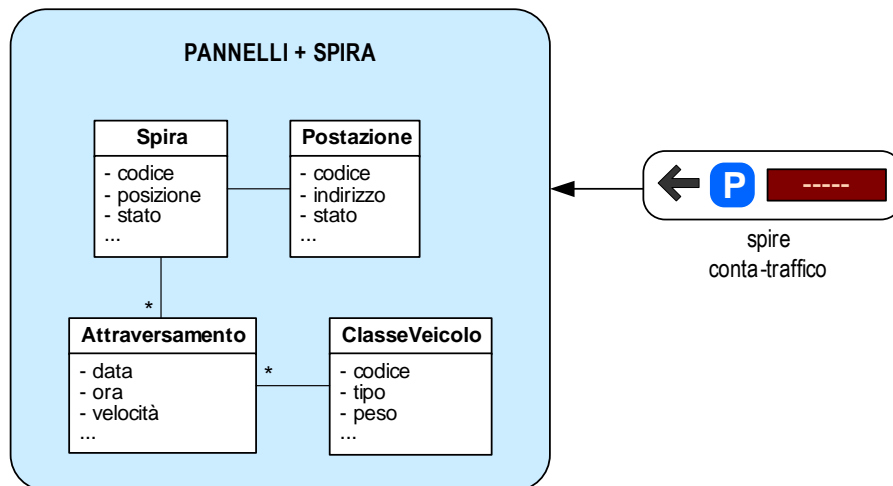 PANNELLI + SPIRA
Spira
- codice
- posizione
- stato
...
Postazione
- codice
- indirizzo
- stato
...
*
Attraversamento
- data
- ora
- velocità
...
*
ClasseVeicolo
- codice
- tipo
- peso
...
P
-----
spire
conta-traffico